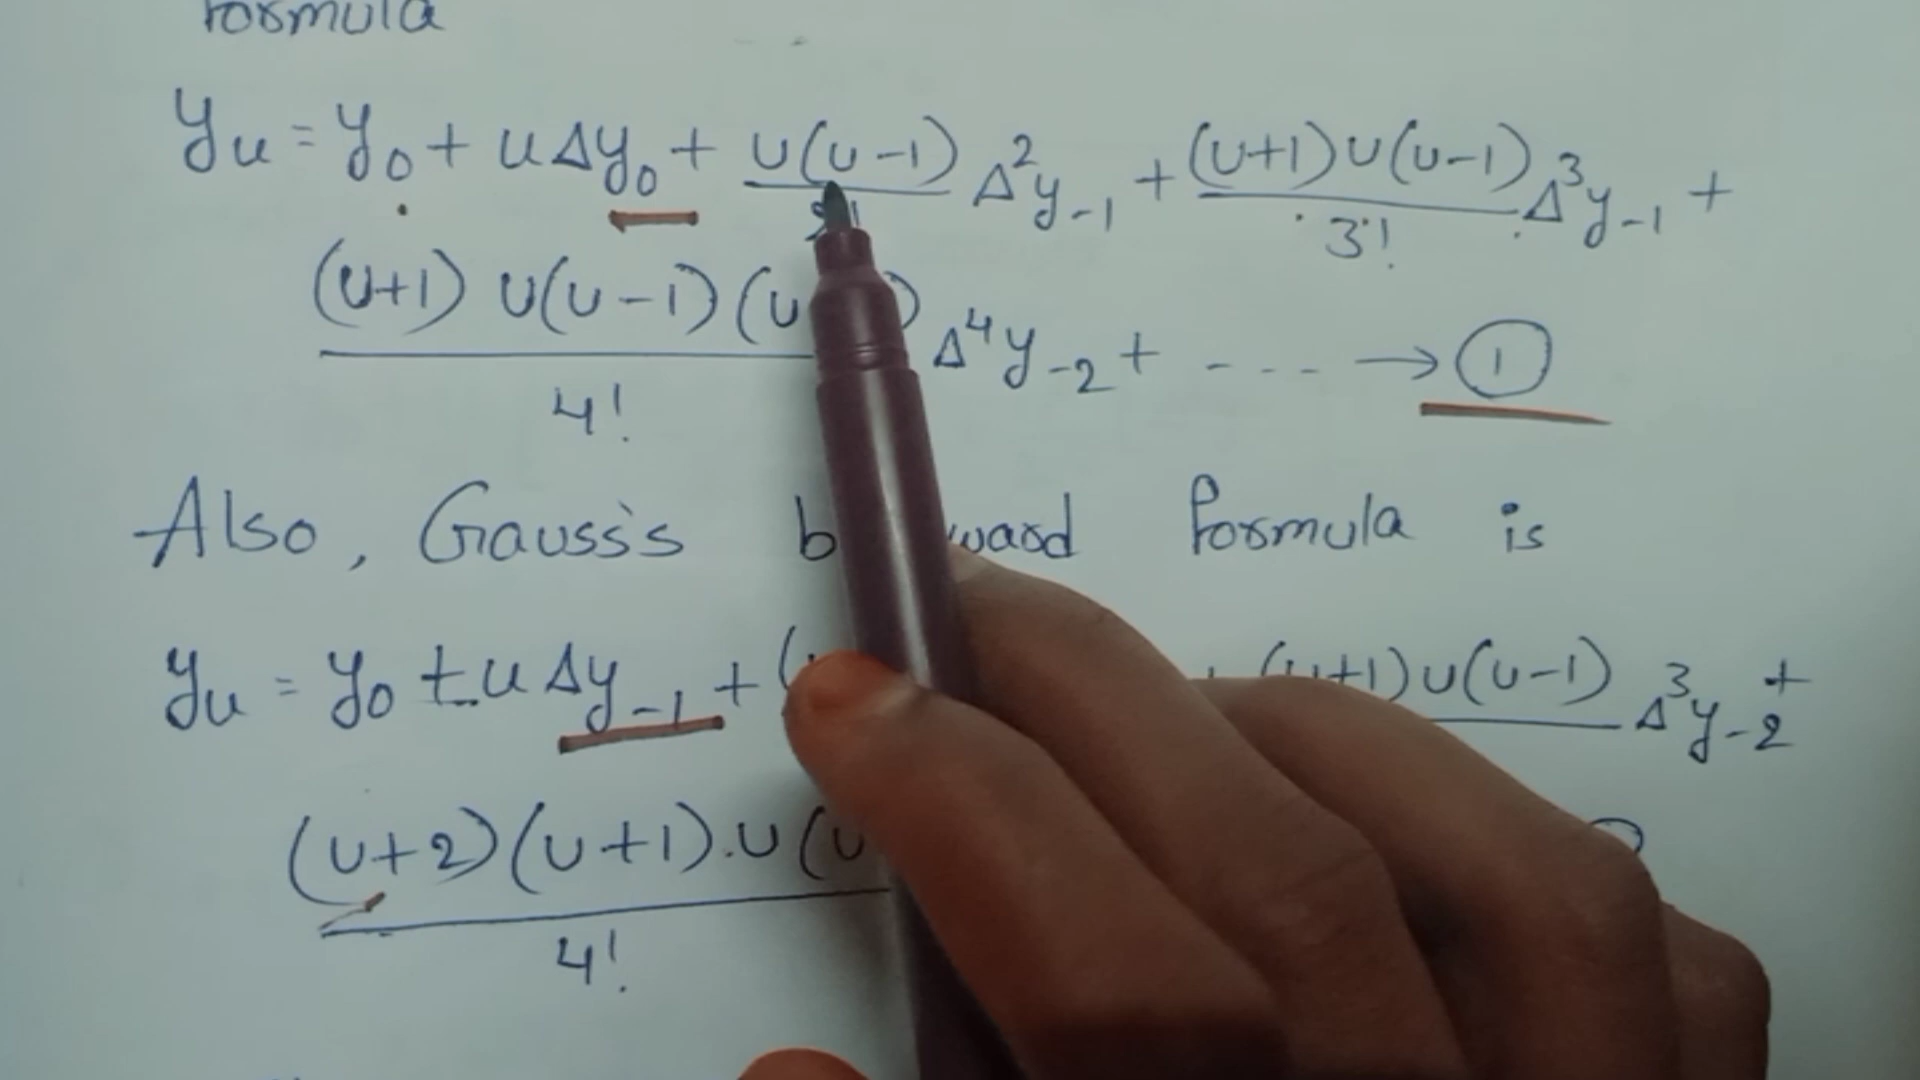 formula
yu = y0 + uΔy0 + u(u-1)/2! Δ²y-1 + (u+1)u(u-1)/3! Δ³y-1 +
(u+1) u(u-1)(u ) /4! Δ⁴y-2 + ---- → ①
Also, Gauss's b ward formula is
yu = y0 + uΔy-1 + ( + (u+1)u(u-1) Δ³y-2 +
(u+2)(u+1).u(u /4!